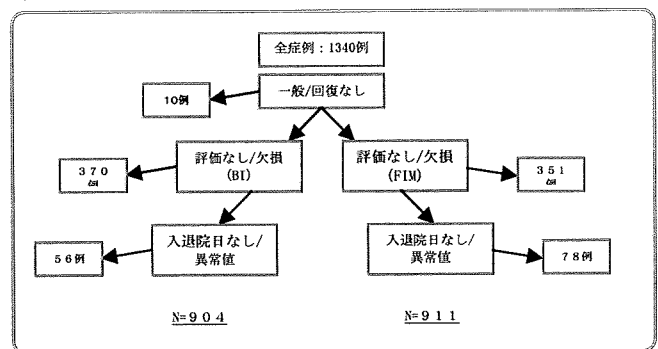 全症例：1340例
一般/回復なし
10例
評価なし/欠損
(BI)
評価なし/欠損
(FIM)
３７０
例
３５１
例
入退院日なし/
異常値
入退院日なし/
異常値
５６例
７８例
N=９０４
N=９１１